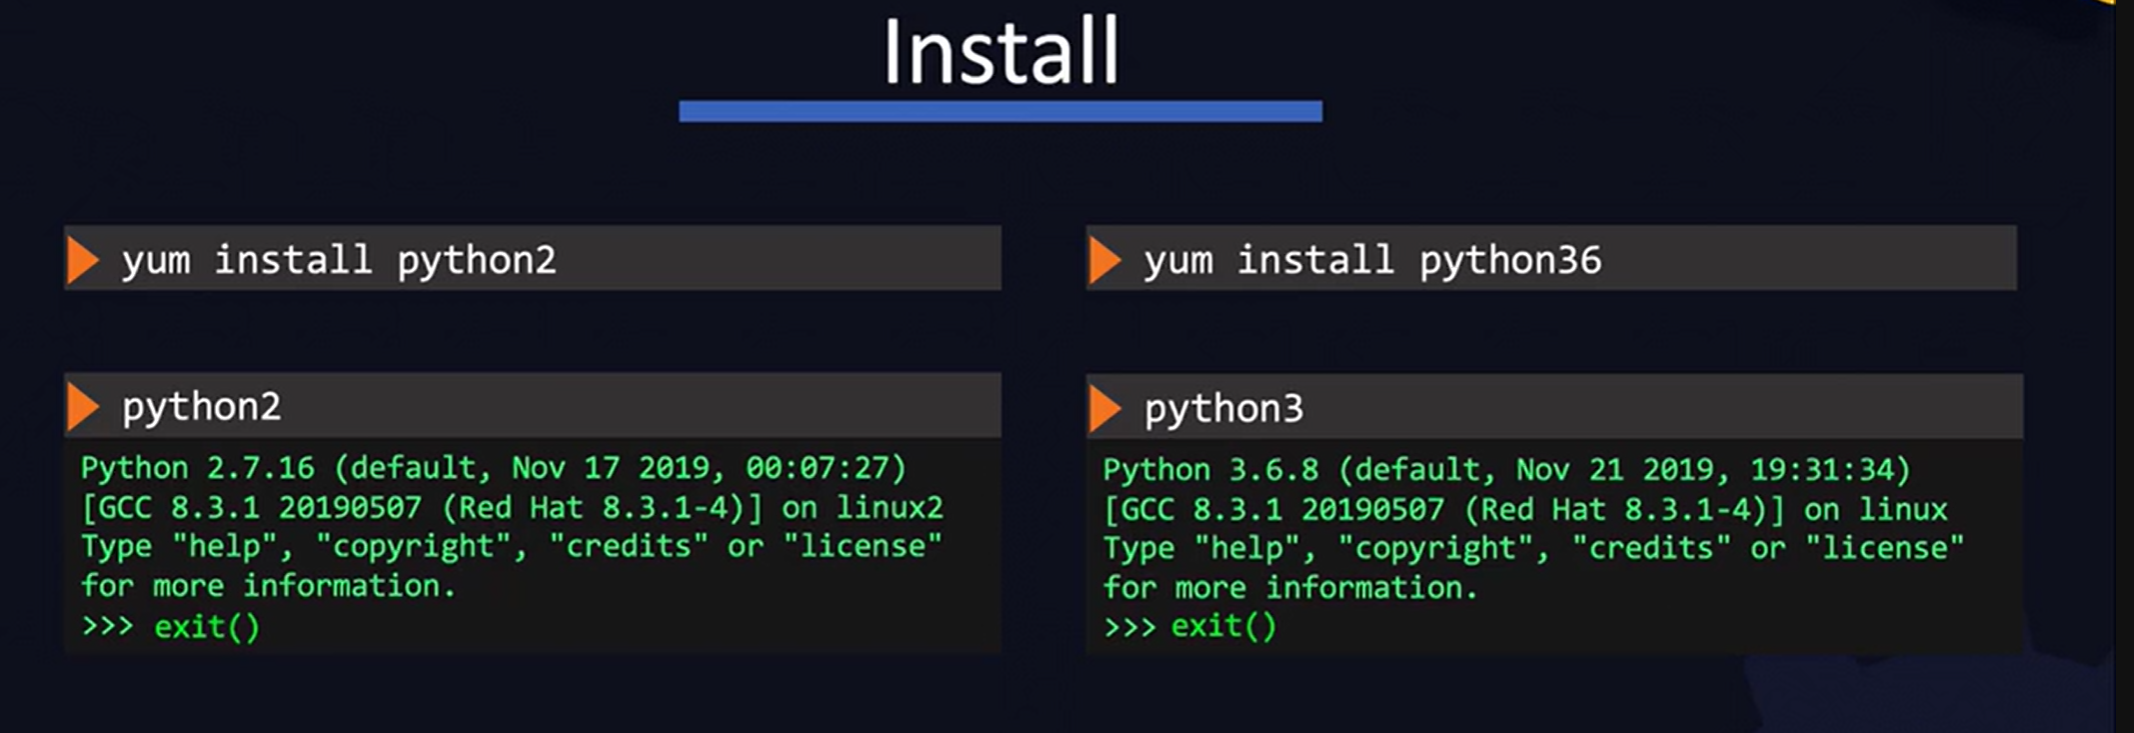 Install
yum install python2
python2
Python 2.7.16 (default, Nov 17 2019, 00:07:27)
[GCC 8.3.1 20190507 (Red Hat 8.3.1-4)] on linux2
Type "help", "copyright", "credits" or "license"
for more information.
>>> exit()
yum install python36
python3
Python 3.6.8 (default, Nov 21 2019, 19:31:34)
[GCC 8.3.1 20190507 (Red Hat 8.3.1-4)] on linux
Type "help", "copyright", "credits" or "license"
for more information.
>>> exit()